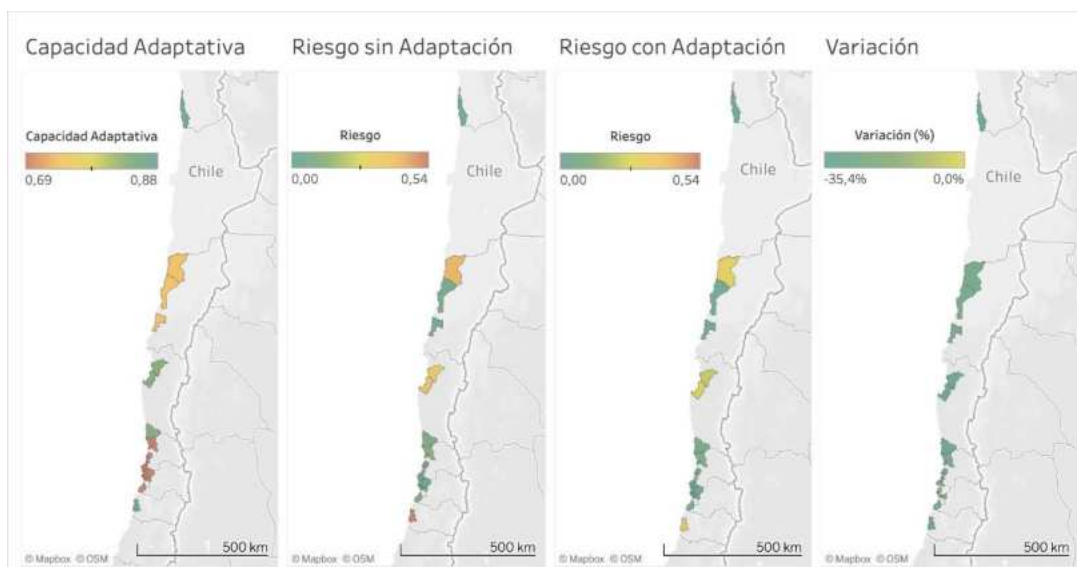 Capacidad Adaptativa
Riesgo sin Adaptación
Riesgo con Adaptación
Variación
Capacidad Adaptativa
0,69 0,88
Riesgo
0,00 0,54
Riesgo
0,00 0,54
Variación (%)
-35,4% 0,0%
Chile
Chile
Chile
Chile
500 km
500 km
500 km
500 km
© Mapbox © OSM
© Mapbox © OSM
© Mapbox © OSM
© Mapbox © OSM